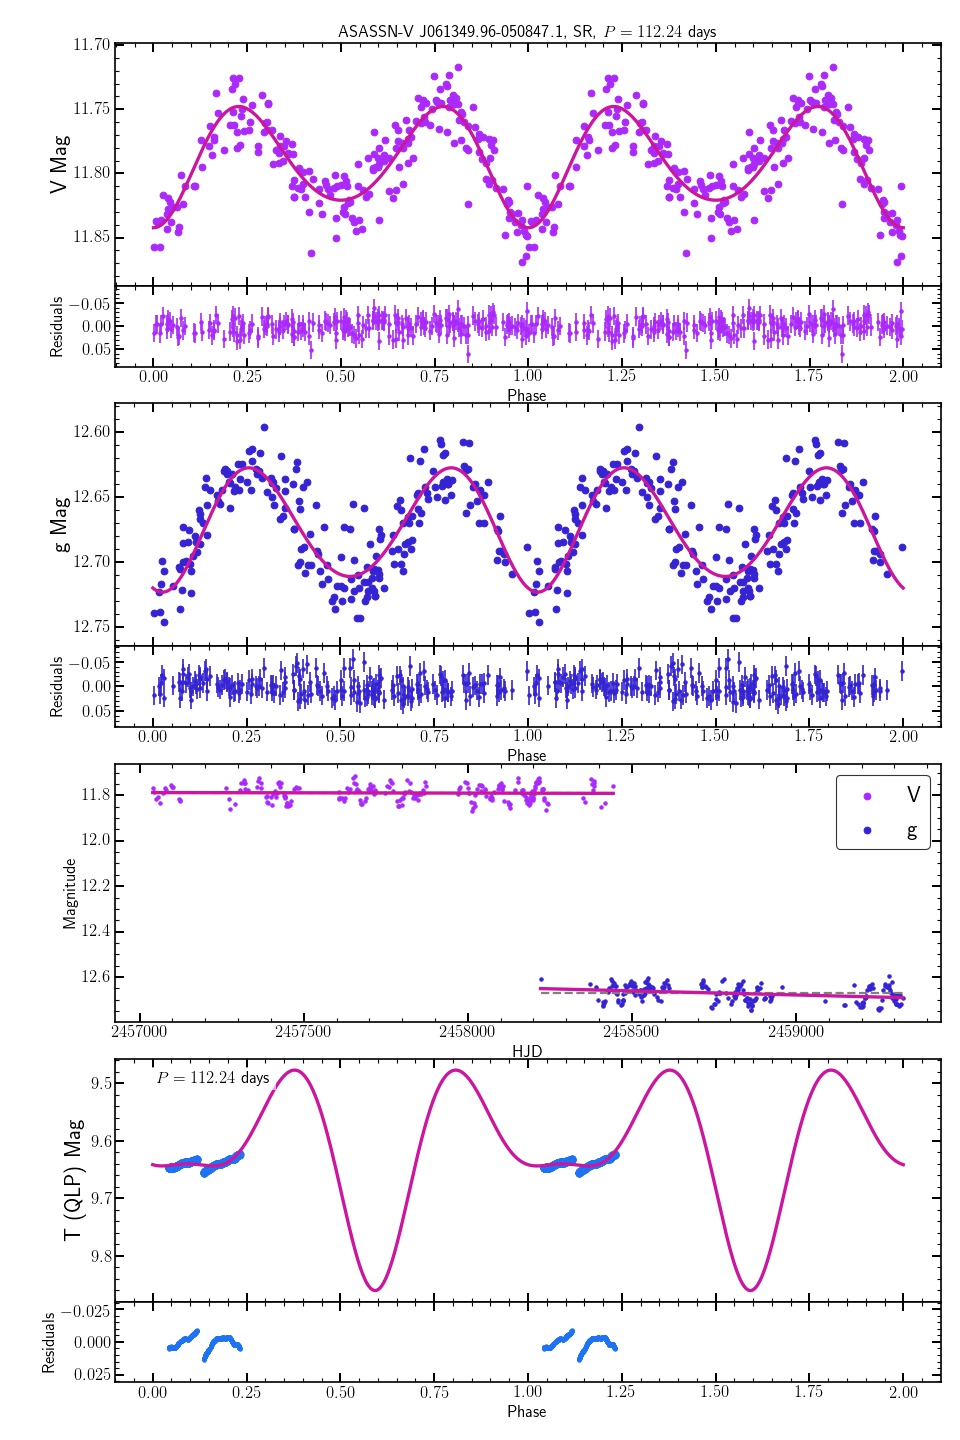 ASASSN-V J061349.96-050847.1, SR, P = 112.24 days
11.70
11.75
11.80
11.85
V Mag
−0.05
0.00
0.05
Residuals
0.00 0.25 0.50 0.75 1.00 1.25 1.50 1.75 2.00
Phase
12.60
12.65
12.70
12.75
g Mag
−0.05
0.00
0.05
Residuals
0.00 0.25 0.50 0.75 1.00 1.25 1.50 1.75 2.00
Phase
11.8
12.0
12.2
12.4
12.6
Magnitude
V
g
2457000 2457500 2458000 2458500 2459000
HJD
P = 112.24 days
9.5
9.6
9.7
9.8
T (QLP) Mag
−0.025
0.000
0.025
Residuals
0.00 0.25 0.50 0.75 1.00 1.25 1.50 1.75 2.00
Phase